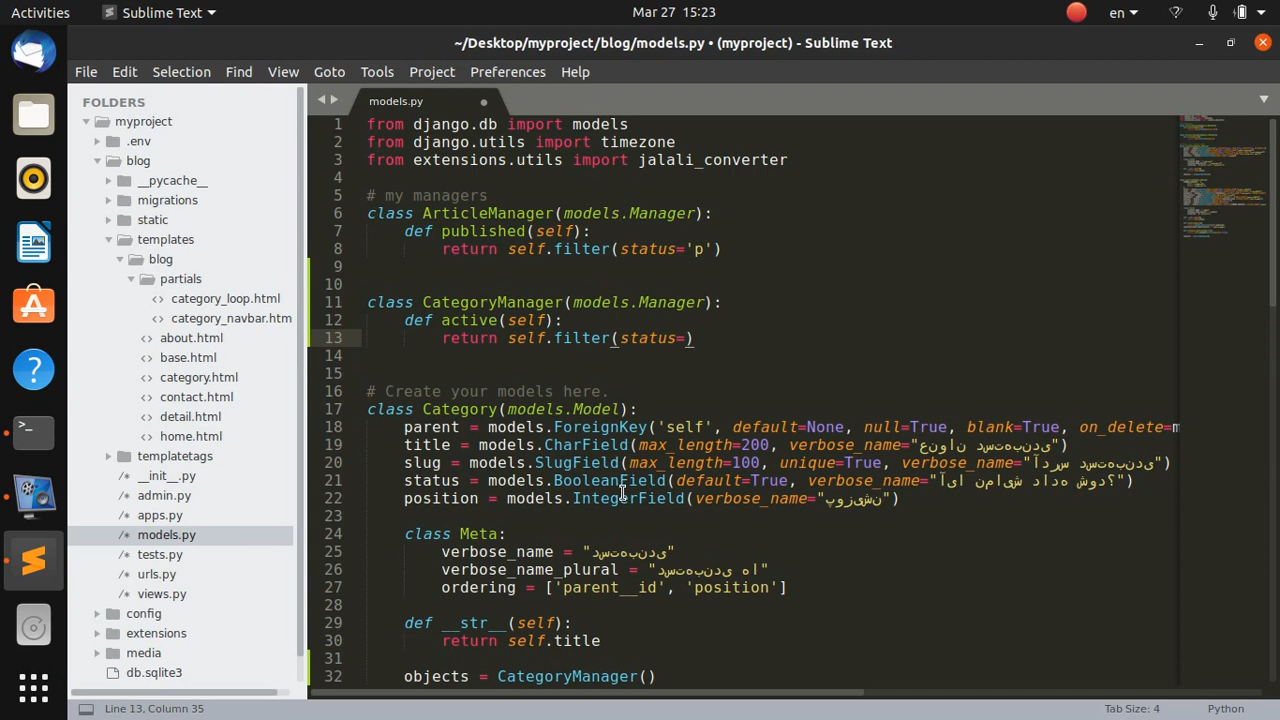 Activities
Sublime Text
Mar 27 15:23
en
~/Desktop/myproject/blog/models.py • (myproject) - Sublime Text
File Edit Selection Find View Goto Tools Project Preferences Help
FOLDERS
myproject
.env
blog
__pycache__
migrations
static
templates
blog
partials
category_loop.html
category_navbar.htm
about.html
base.html
category.html
contact.html
detail.html
home.html
templatetags
__init__.py
admin.py
apps.py
models.py
tests.py
urls.py
views.py
config
extensions
media
db.sqlite3
models.py
1 from django.db import models
2 from django.utils import timezone
3 from extensions.utils import jalali_converter
4
5 # my managers
6 class ArticleManager(models.Manager):
7 def published(self):
8 return self.filter(status='p')
9
10
11 class CategoryManager(models.Manager):
12 def active(self):
13 return self.filter(status=)
14
15
16 # Create your models here.
17 class Category(models.Model):
18 parent = models.ForeignKey('self', default=None, null=True, blank=True, on_delete=m
19 title = models.CharField(max_length=200, verbose_name="عنوان دسته‌بندی")
20 slug = models.SlugField(max_length=100, unique=True, verbose_name="آدرس دسته‌بندی")
21 status = models.BooleanField(default=True, verbose_name="آیا نمایش داده شود؟")
22 position = models.IntegerField(verbose_name="پوزیشن")
23
24 class Meta:
25 verbose_name = "دسته‌بندی"
26 verbose_name_plural = "دسته‌بندی ها"
27 ordering = ['parent__id', 'position']
28
29 def __str__(self):
30 return self.title
31
32 objects = CategoryManager()
Line 13, Column 35
Tab Size: 4
Python